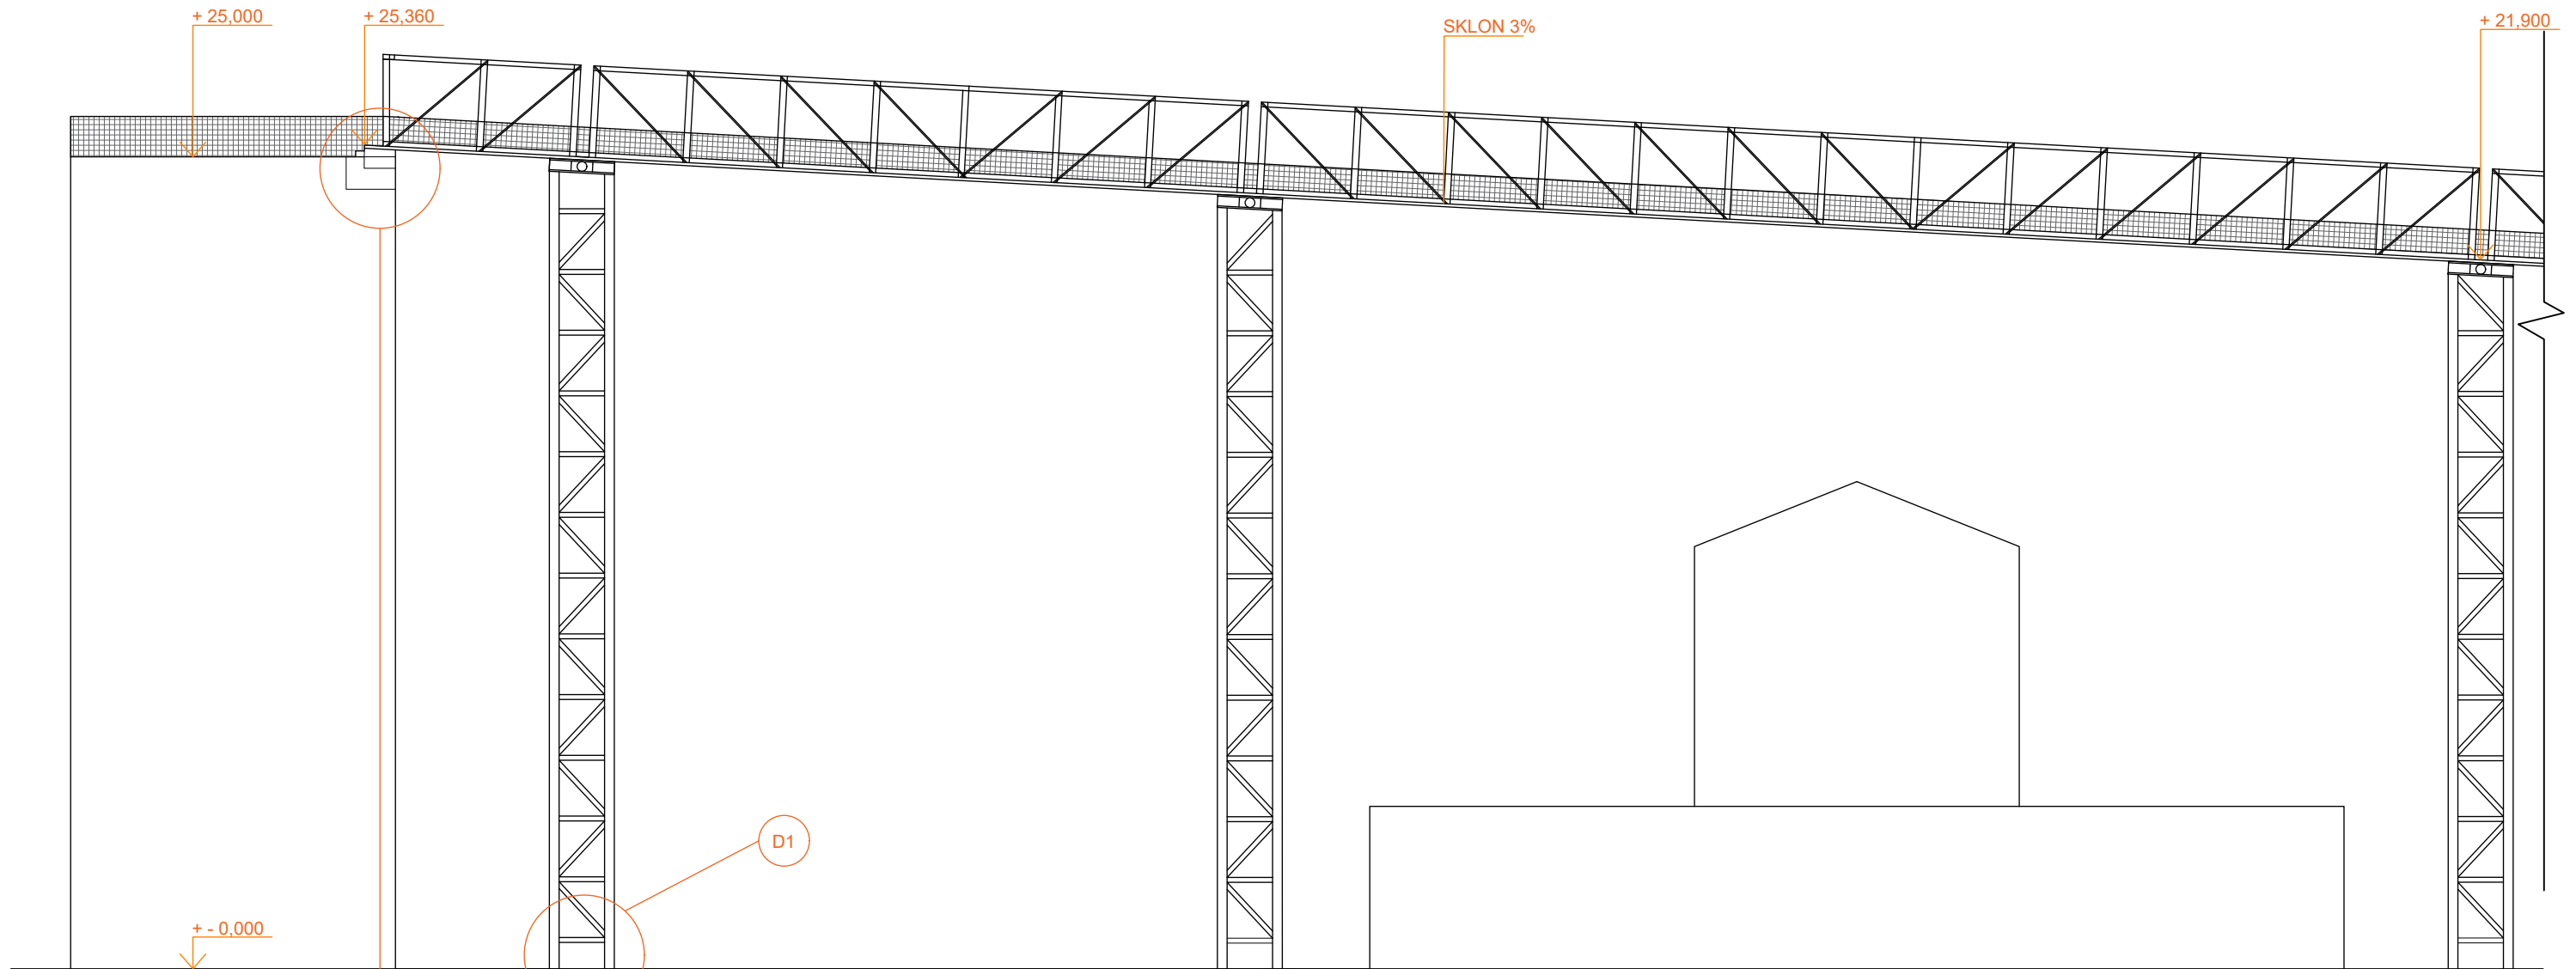 + 25,000
+ 25,360
SKLON 3%
+ 21,900
D1
+ - 0,000